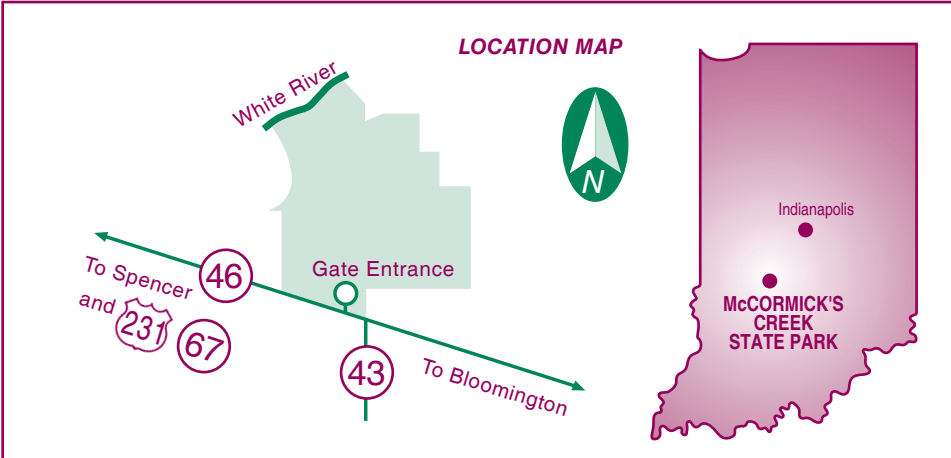 LOCATION MAP
White River
N
Indianapolis
McCORMICK'S
CREEK
STATE PARK
Gate Entrance
46
To Spencer
and 231 67
43
To Bloomington